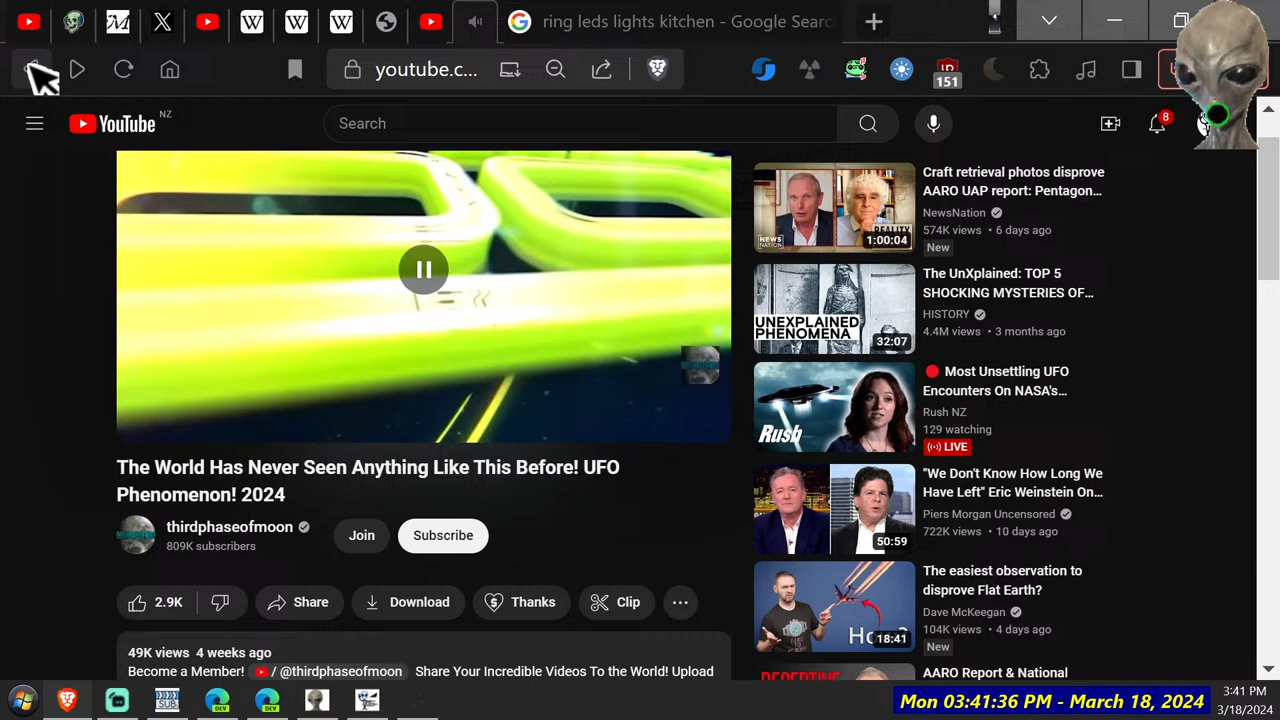 ring leds lights kitchen - Google Searc
youtube.c...
151
YouTube NZ
Search
8
Craft retrieval photos disprove
AARO UAP report: Pentagon...
NewsNation
574K views • 6 days ago
New
NEWS
NATION
REALITY
1:00:04
The UnXplained: TOP 5
SHOCKING MYSTERIES OF...
HISTORY
4.4M views • 3 months ago
UNEXPLAINED
PHENOMENA
32:07
Most Unsettling UFO
Encounters On NASA's...
Rush NZ
129 watching
LIVE
Rush
"We Don't Know How Long We
Have Left" Eric Weinstein On...
Piers Morgan Uncensored
722K views • 10 days ago
50:59
The easiest observation to
disprove Flat Earth?
Dave McKeegan
104K views • 4 days ago
New
18:41
AARO Report & National
The World Has Never Seen Anything Like This Before! UFO
Phenomenon! 2024
thirdphaseofmoon
809K subscribers
Join
Subscribe
2.9K
Share
Download
Thanks
Clip
49K views 4 weeks ago
Become a Member! / @thirdphaseofmoon Share Your Incredible Videos To the World! Upload
SUB
DEV
DEV
Mon 03:41:36 PM - March 18, 2024
3:41 PM
3/18/2024